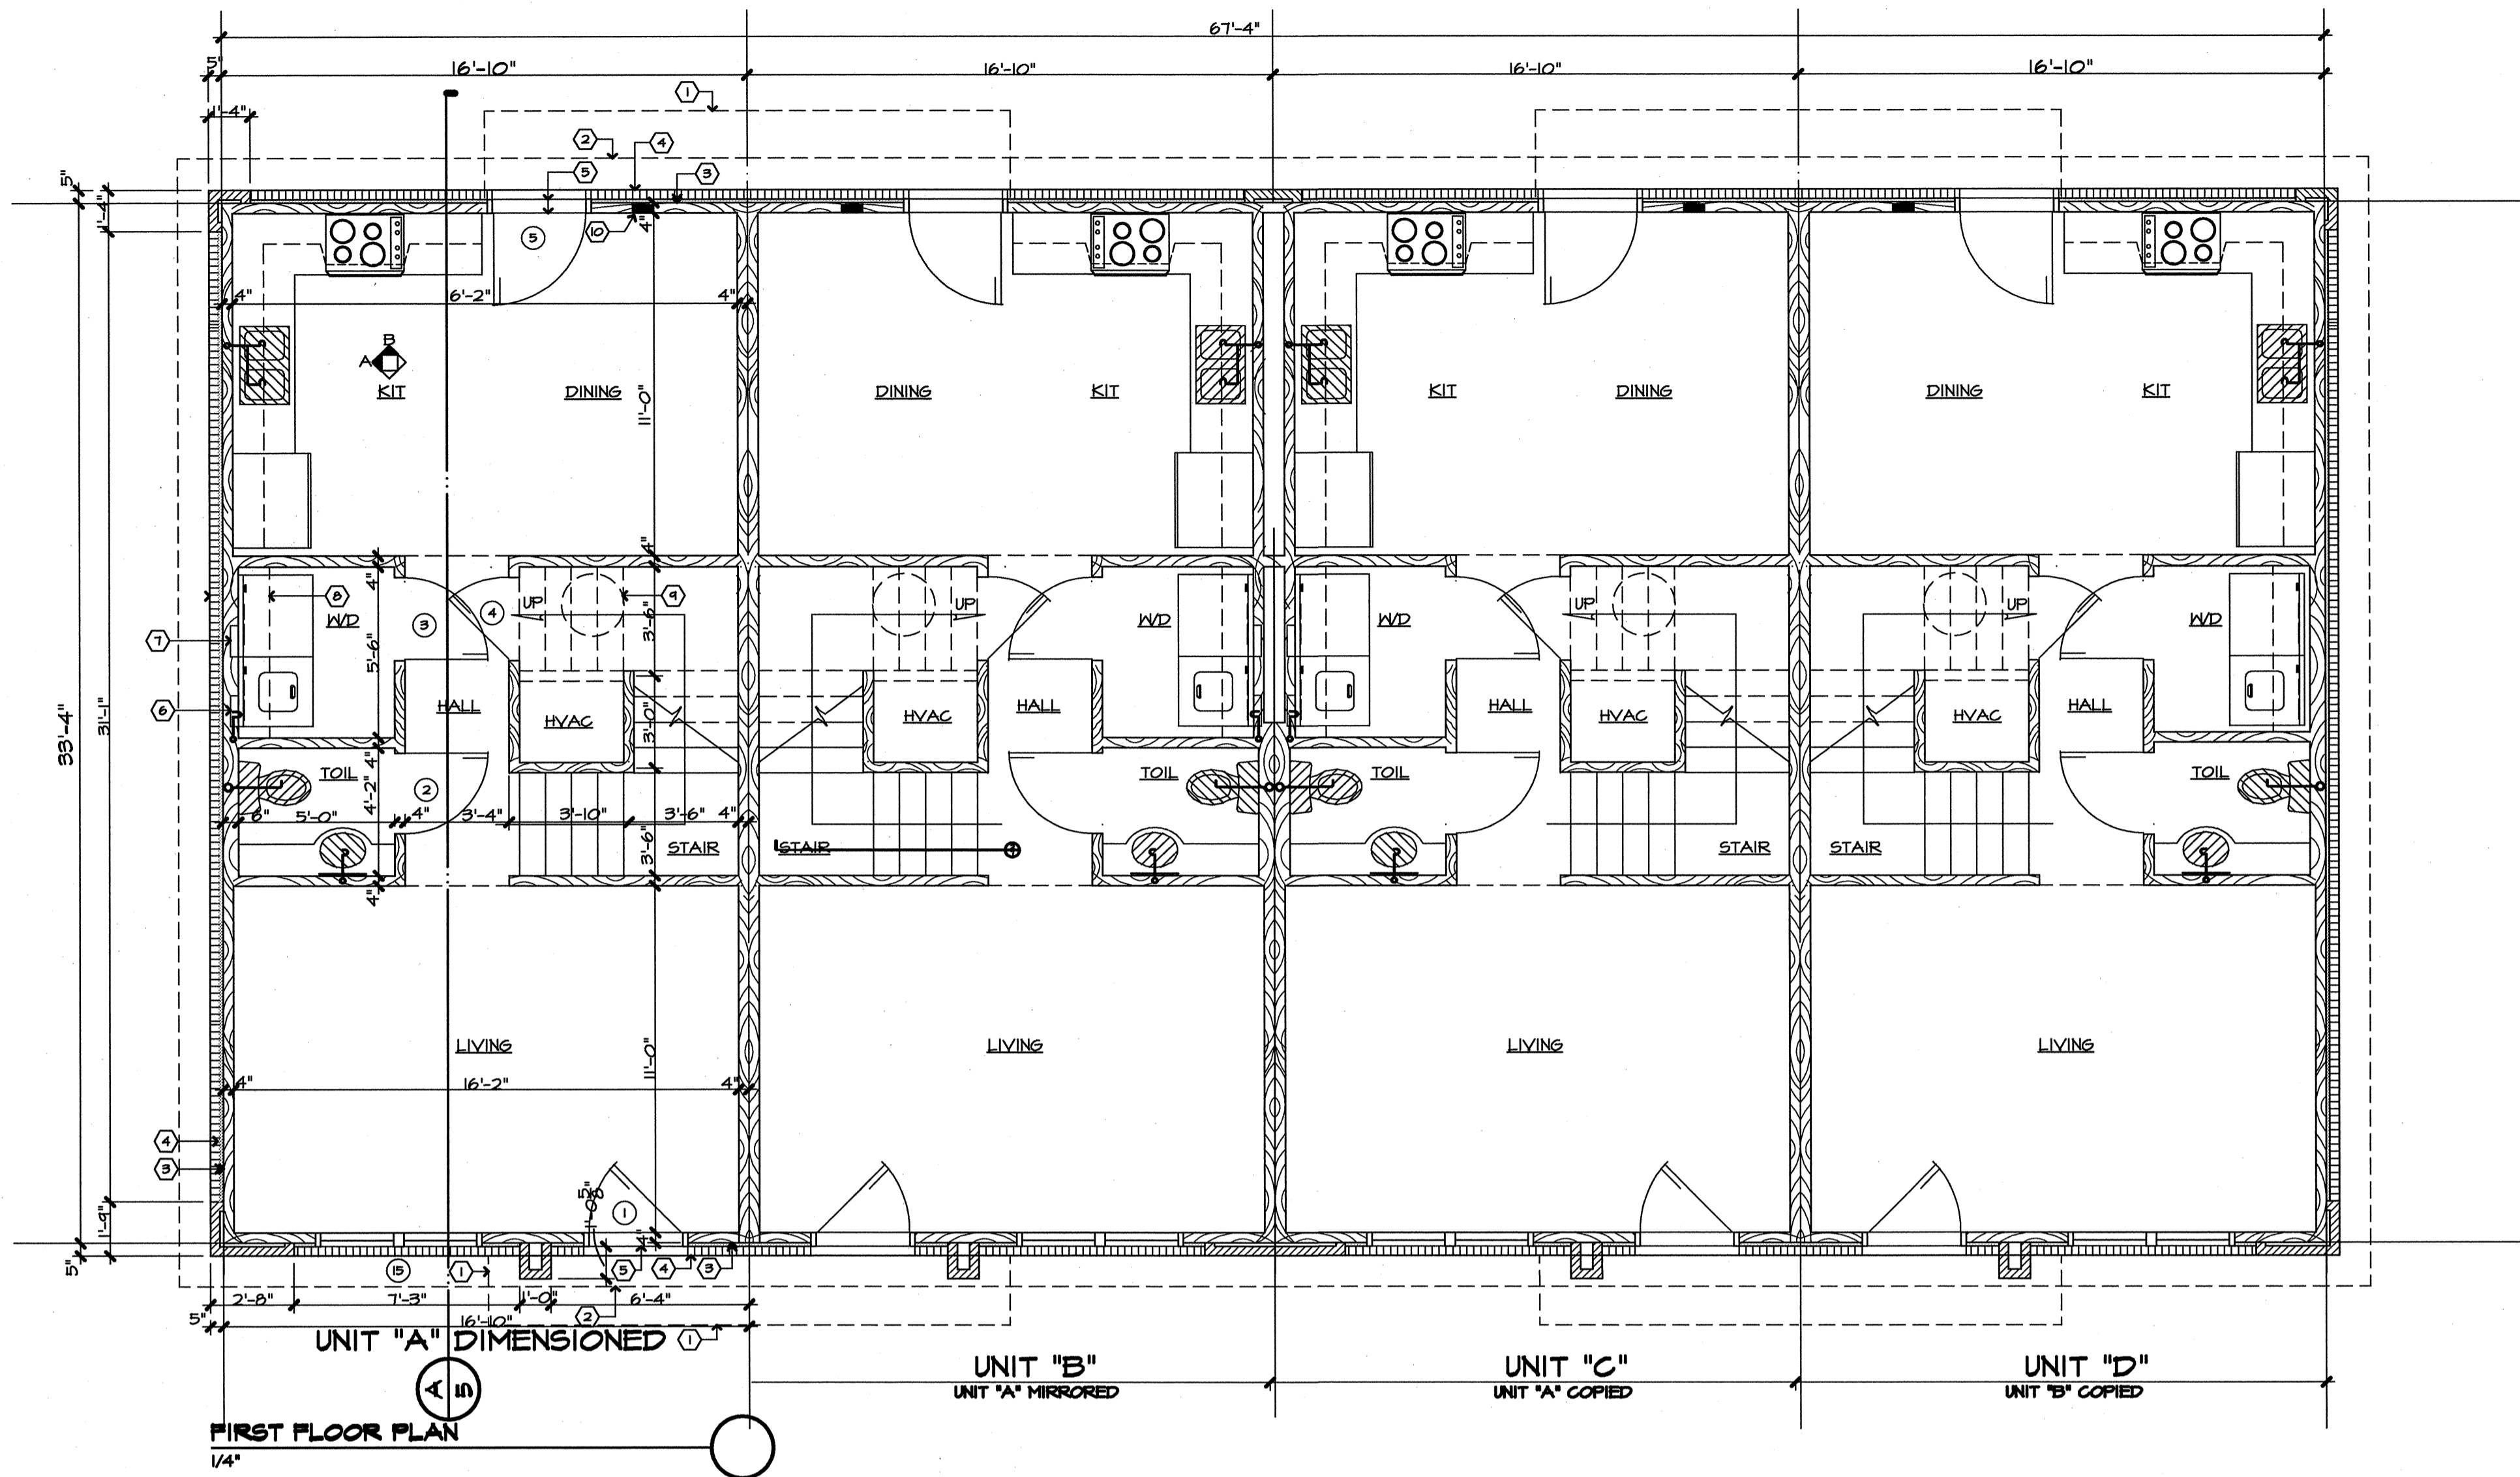 67'-4"
5" 16'-10" 16'-10" 16'-10" 16'-10"
1
1'-4"
2 4
5 3
5"
1'-4"
10 4"
5
4" 6'-2" 4"
B
A
KIT DINING DINING KIT KIT DINING DINING KIT
11'-0"
4"
4"
8 UP 9 UP UP UP
4
3 3'-6"
W/D W/D W/D W/D
7
5'-6"
6
HALL HVAC HVAC HALL HALL HVAC HVAC HALL
33'-4"
31'-1"
3'-0"
4"
TOIL TOIL TOIL TOIL
4'-2" 2
6" 5'-0" 4" 3'-4" 3'-10" 3'-6" 4"
3'-6" STAIR STAIR STAIR STAIR
4"
LIVING LIVING LIVING LIVING
11'-0"
4" 16'-2" 4"
4
3
1'-9"
1
4"
5"
15 1 5 4 3
2'-8" 7'-3" 1'-0" 6'-4"
2
5" 16'-10"
1
UNIT "A" DIMENSIONED
UNIT "B" UNIT "C" UNIT "D"
UNIT "A" MIRRORED UNIT "A" COPIED UNIT "B" COPIED
A 5
FIRST FLOOR PLAN
1/4"